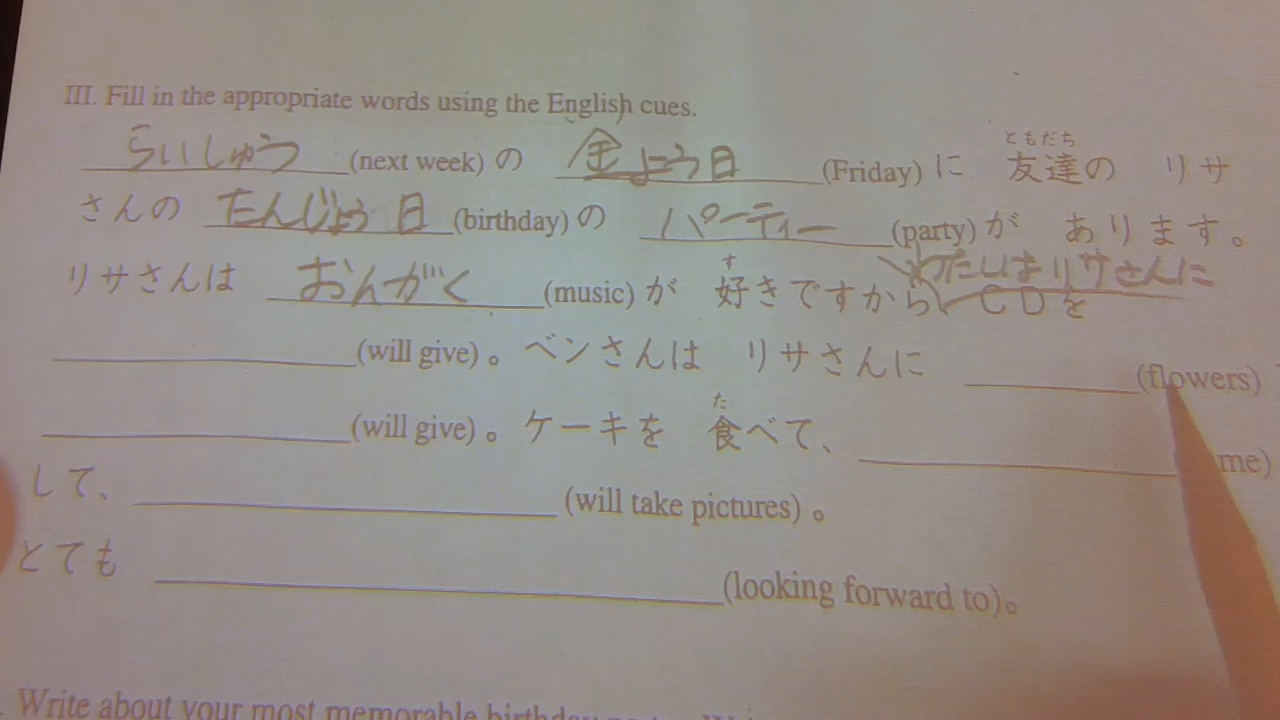 III. Fill in the appropriate words using the English cues.
らいしゅう (next week) の 金よう日 (Friday) に 友達の リサ
ともだち
さんの たんじょう日 (birthday) の パーティー (party) が あります。
リサさんは おんがく (music) が 好きですから わたしはリサさんに
す
CDを
(will give) 。 ベンさんは リサさんに (flowers)
(will give) 。 ケーキを 食べて、 me)
た
して、 (will take pictures) 。
とても (looking forward to)。
. Write about your most memorable